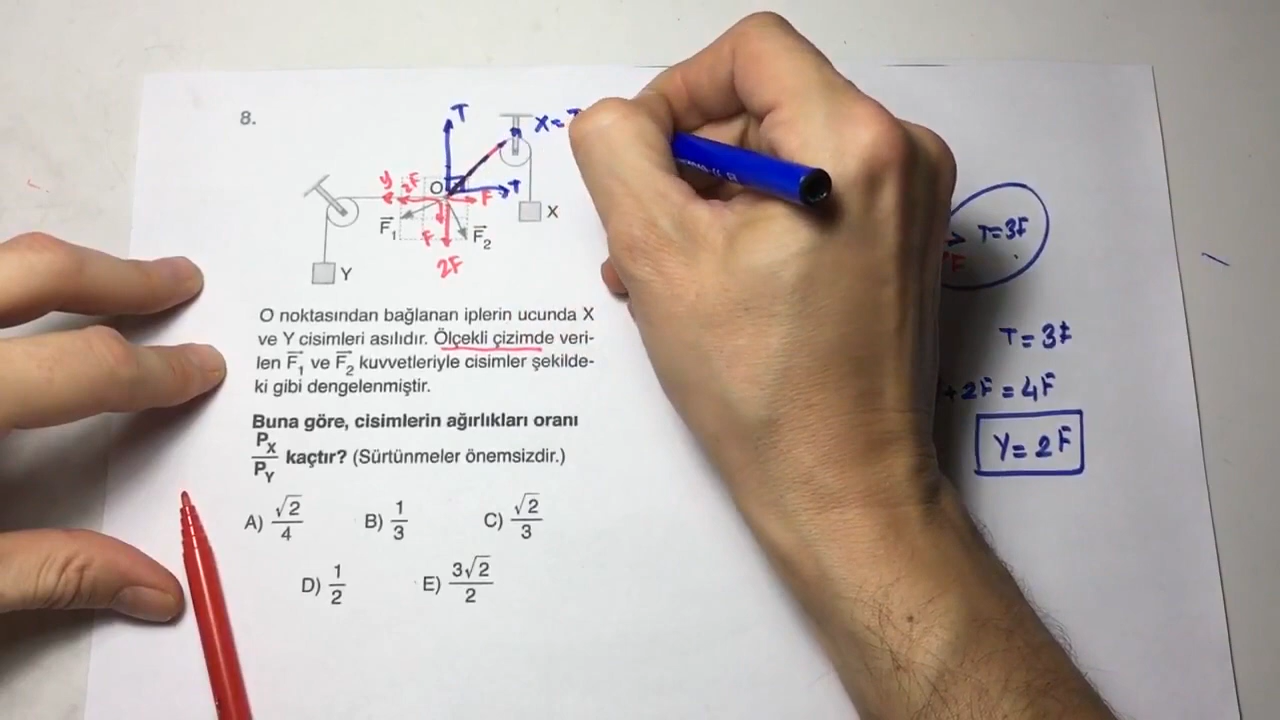 8.
T
X=T
y 2F O F T
X
F₁ F F₂
2F
Y
O noktasından bağlanan iplerin ucunda X
ve Y cisimleri asılıdır. Ölçekli çizimde veri-
len F₁ ve F₂ kuvvetleriyle cisimler şekilde-
ki gibi dengelenmiştir.
Buna göre, cisimlerin ağırlıkları oranı
Pₓ/Pᵧ kaçtır? (Sürtünmeler önemsizdir.)
A) √2/4 B) 1/3 C) √2/3
D) 1/2 E) 3√2/2
T=3F
F
T=3F
+2F=4F
Y=2F